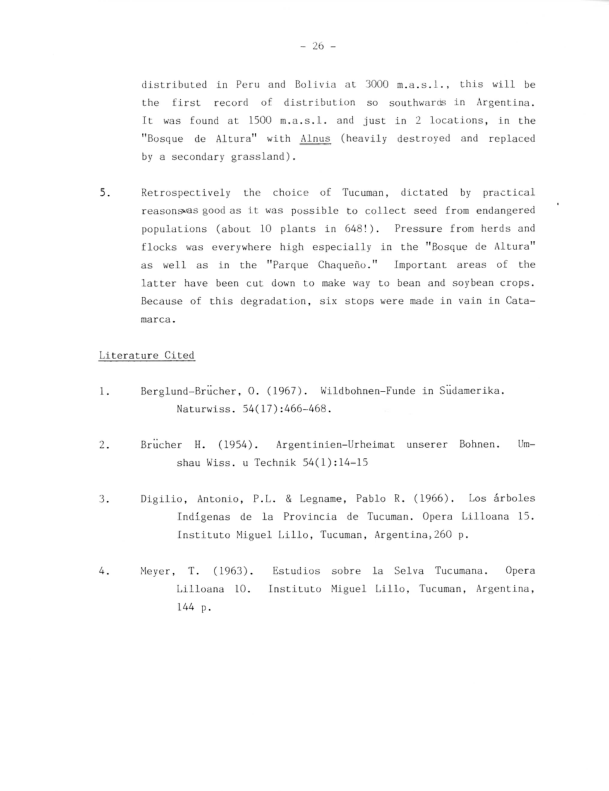 - 26 -
distributed in Peru and Bolivia at 3000 m.a.s.l., this will be
the first record of distribution so southwards in Argentina.
It was found at 1500 m.a.s.l. and just in 2 locations, in the
"Bosque de Altura" with Alnus (heavily destroyed and replaced
by a secondary grassland).
5. Retrospectively the choice of Tucuman, dictated by practical
reasons was good as it was possible to collect seed from endangered
populations (about 10 plants in 648!). Pressure from herds and
flocks was everywhere high especially in the "Bosque de Altura"
as well as in the "Parque Chaqueño." Important areas of the
latter have been cut down to make way to bean and soybean crops.
Because of this degradation, six stops were made in vain in Cata-
marca.
Literature Cited
1. Berglund-Brücher, O. (1967). Wildbohnen-Funde in Südamerika.
Naturwiss. 54(17):466-468.
2. Brücher H. (1954). Argentinien-Urheimat unserer Bohnen. Um-
shau Wiss. u Technik 54(1):14-15
3. Digilio, Antonio, P.L. & Legname, Pablo R. (1966). Los árboles
Indígenas de la Provincia de Tucuman. Opera Lilloana 15.
Instituto Miguel Lillo, Tucuman, Argentina, 260 p.
4. Meyer, T. (1963). Estudios sobre la Selva Tucumana. Opera
Lilloana 10. Instituto Miguel Lillo, Tucuman, Argentina,
144 p.